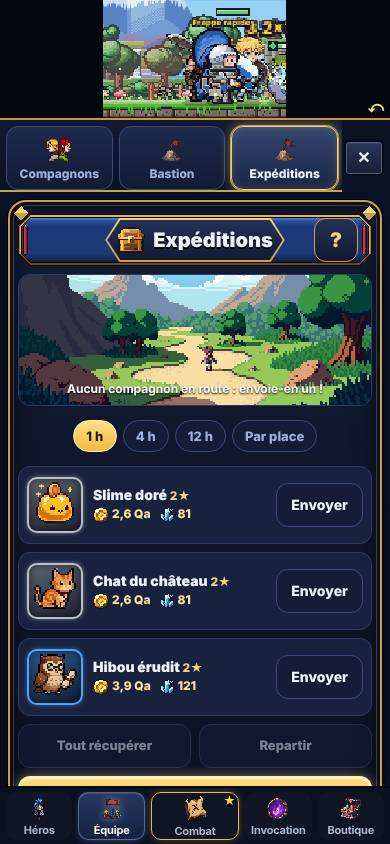 Frappe rapide
Compagnons
Bastion
Expéditions
×
Expéditions
?
Aucun compagnon en route : envoie-en un !
1 h
4 h
12 h
Par place
Slime doré 2★
2,6 Qa 81
Envoyer
Chat du château 2★
2,6 Qa 81
Envoyer
Hibou érudit 2★
3,9 Qa 121
Envoyer
Tout récupérer
Repartir
Héros
Équipe
Combat
Invocation
Boutique